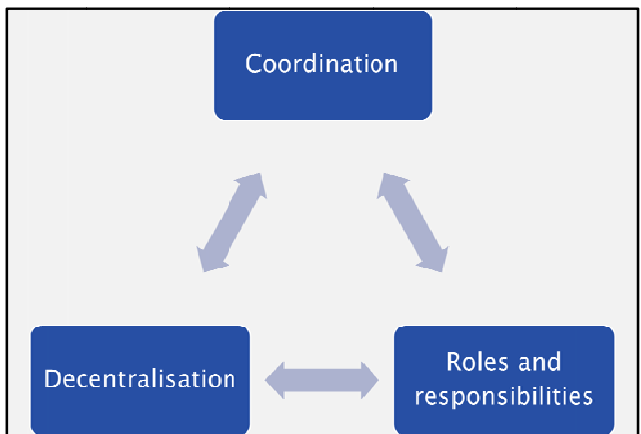 Coordination
Decentralisation
Roles and
responsibilities